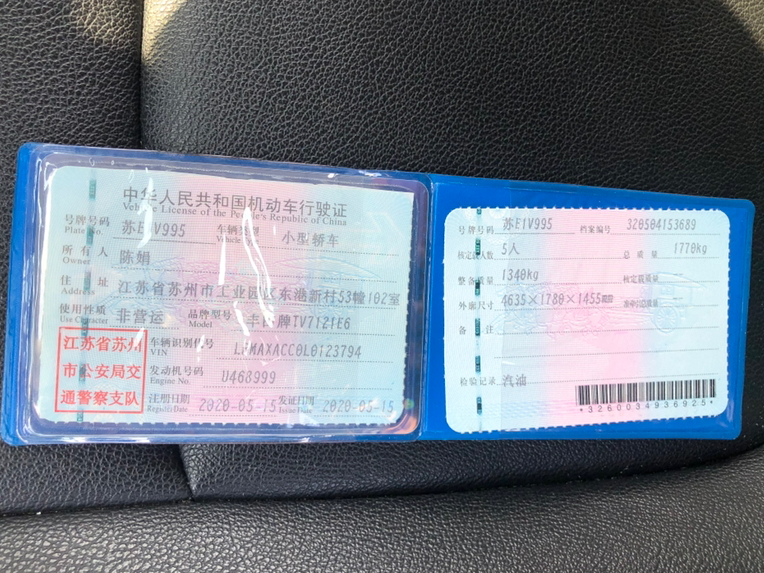 中华人民共和国机动车行驶证
Vehicle License of the People's Republic of China
号牌号码 苏E1V995 车辆类型 小型轿车
Plate No. Vehicle Type
所有人 陈娟
Owner
住址 江苏省苏州市工业园区东港新村53幢102室
Address
使用性质 非营运 品牌型号 丰田牌TV7121E6
Use Character Model
江苏省苏州
市公安局交
通警察支队
车辆识别代号 LFMAXACC0L0123794
VIN
发动机号码 U468999
Engine No.
注册日期 2020-05-15 发证日期 2020-05-15
Register Date Issue Date
号牌号码 苏E1V995 档案编号 320504153689
核定载人数 5人 总质量 1770kg
整备质量 1340kg 核定载质量
外廓尺寸 4635×1780×1455mm 准牵引总质量
备注
检验记录 汽油
*3260034936925*